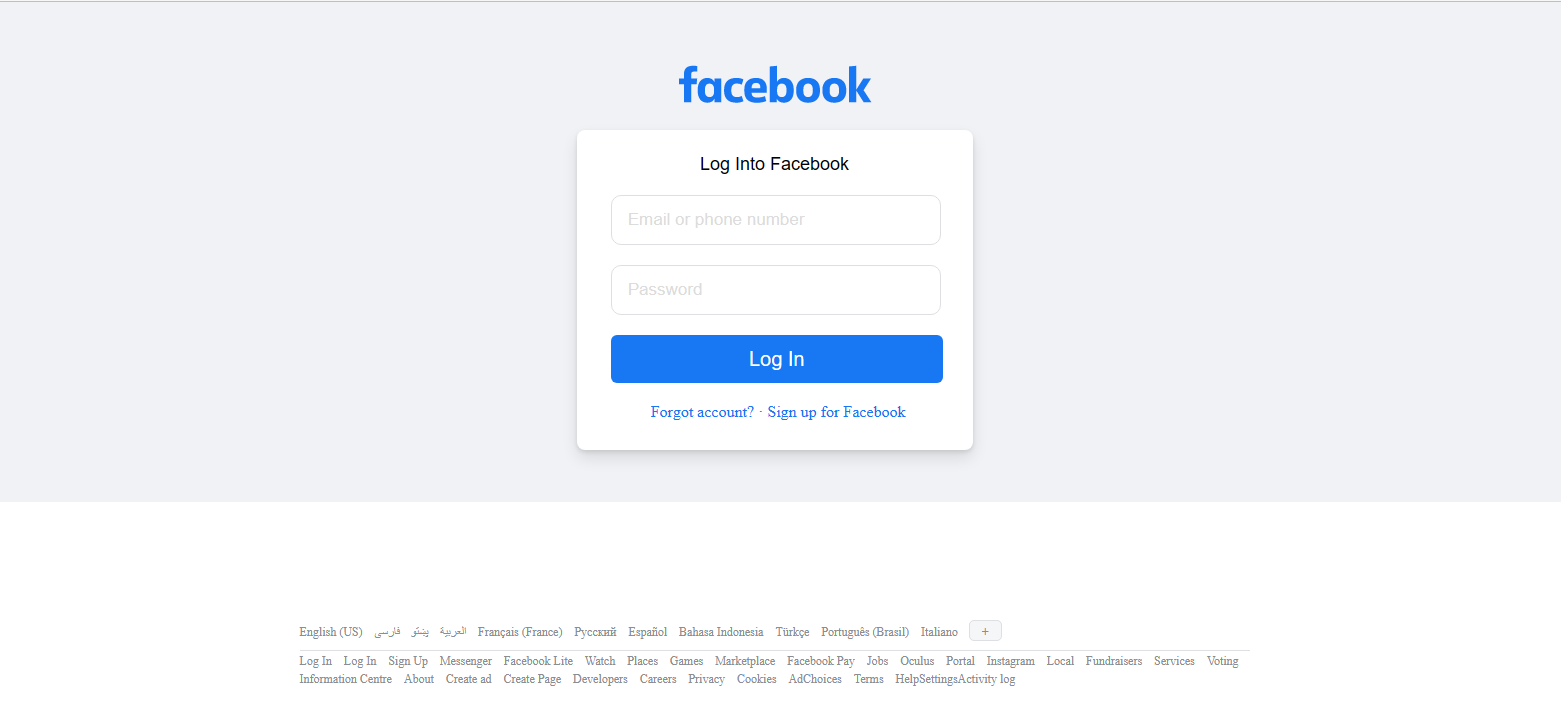 facebook
Log Into Facebook
Email or phone number
Password
Log In
Forgot account? · Sign up for Facebook
English (US) فارسی پښتو العربية Français (France) Русский Español Bahasa Indonesia Türkçe Português (Brasil) Italiano +
Log In Log In Sign Up Messenger Facebook Lite Watch Places Games Marketplace Facebook Pay Jobs Oculus Portal Instagram Local Fundraisers Services Voting
Information Centre About Create ad Create Page Developers Careers Privacy Cookies AdChoices Terms HelpSettingsActivity log